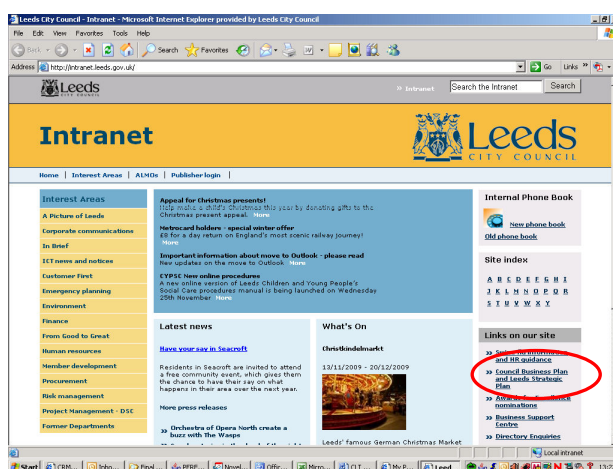 Leeds City Council - Intranet - Microsoft Internet Explorer provided by Leeds City Council
File Edit View Favorites Tools Help
Back Search Favorites
Address http://intranet.leeds.gov.uk/ Go Links »
Leeds
CITY COUNCIL
» Intranet Search the Intranet Search
Intranet
Leeds
CITY COUNCIL
Home | Interest Areas | ALMOs | Publisher login |
Interest Areas
A Picture of Leeds
Corporate communications
In Brief
ICT news and notices
Customer First
Emergency planning
Environment
Finance
From Good to Great
Human resources
Member development
Procurement
Risk management
Project Management - DSC
Former Departments
Appeal for Christmas presents!
Help make a child's Christmas this year by donating gifts to the
Christmas present appeal. More
Metrocard holders - special winter offer
£8 for a day return on England's most scenic railway journey!
More
Important information about move to Outlook - please read
New updates on the move to Outlook More
CYPSC New online procedures
A new online version of Leeds Children and Young People's
Social Care procedures manual is being launched on Wednesday
25th November More
Latest news
Have your say in Seacroft
Residents in Seacroft are invited to attend
a free community event, which gives them
the chance to have their say on what
happens in their area over the next year.
More press releases
» Orchestra of Opera North create a
buzz with The Wasps
What's On
Christkindelmarkt
13/11/2009 - 20/12/2009
Leeds' famous German Christmas Market
Internal Phone Book
New phone book
Old phone book
Site index
A B C D E F G H I
J K L M N O P Q R
S T U V W X Y
Links on our site
and HR guidance
» Council Business Plan
and Leeds Strategic
Plan
» Awards for Excellence
nominations
» Business Support
Centre
» Directory Enquiries
Local intranet
Start